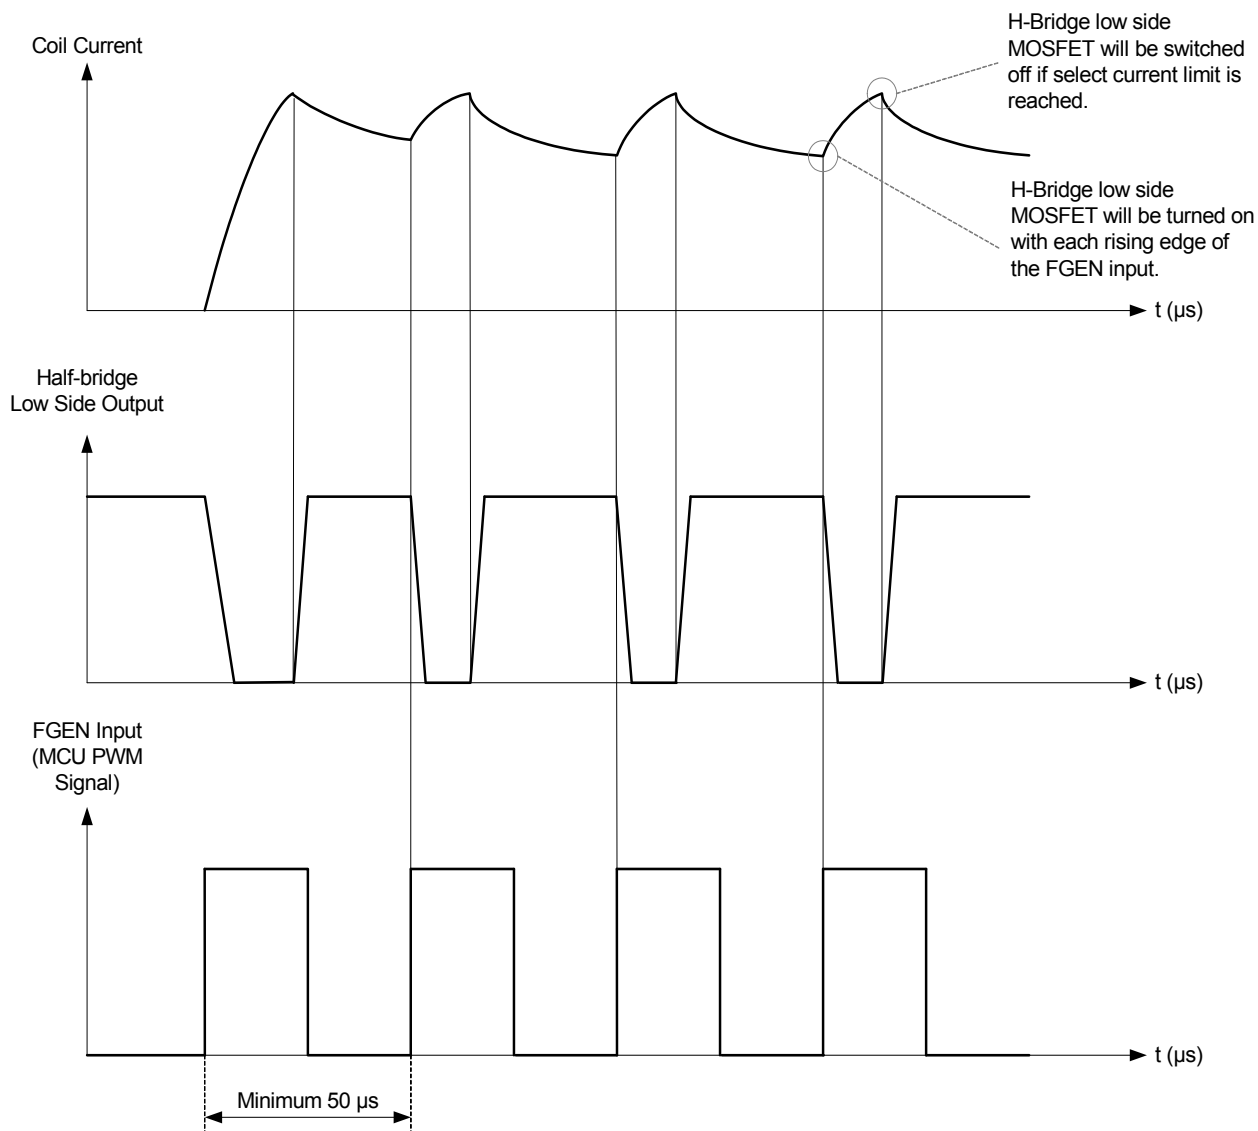 Coil Current
H-Bridge low side
MOSFET will be switched
off if select current limit is
reached.
H-Bridge low side
MOSFET will be turned on
with each rising edge of
the FGEN input.
t (µs)
Half-bridge
Low Side Output
t (µs)
FGEN Input
(MCU PWM
Signal)
t (µs)
Minimum 50 µs